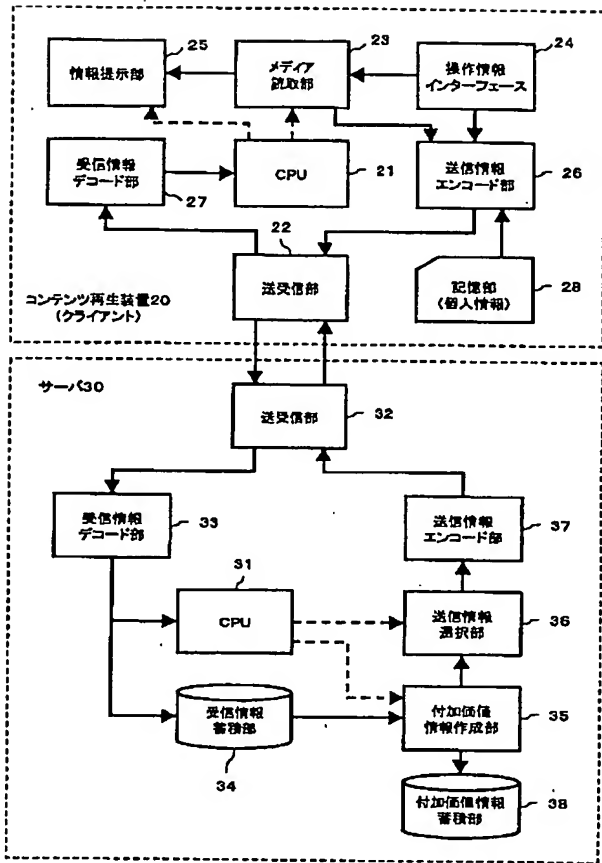 25
23
24
情報提示部
メディア
読取部
操作情報
インターフェース
受信情報
デコード部
CPU
送信情報
エンコード部
27
21
26
22
送受信部
記憶部
(個人情報)
28
コンテンツ再生装置20
(クライアント)
サーバ30
送受信部
32
受信情報
デコード部
33
送信情報
エンコード部
37
31
CPU
送信情報
選択部
36
受信情報
蓄積部
34
付加価値
情報作成部
35
付加価値情報
蓄積部
38